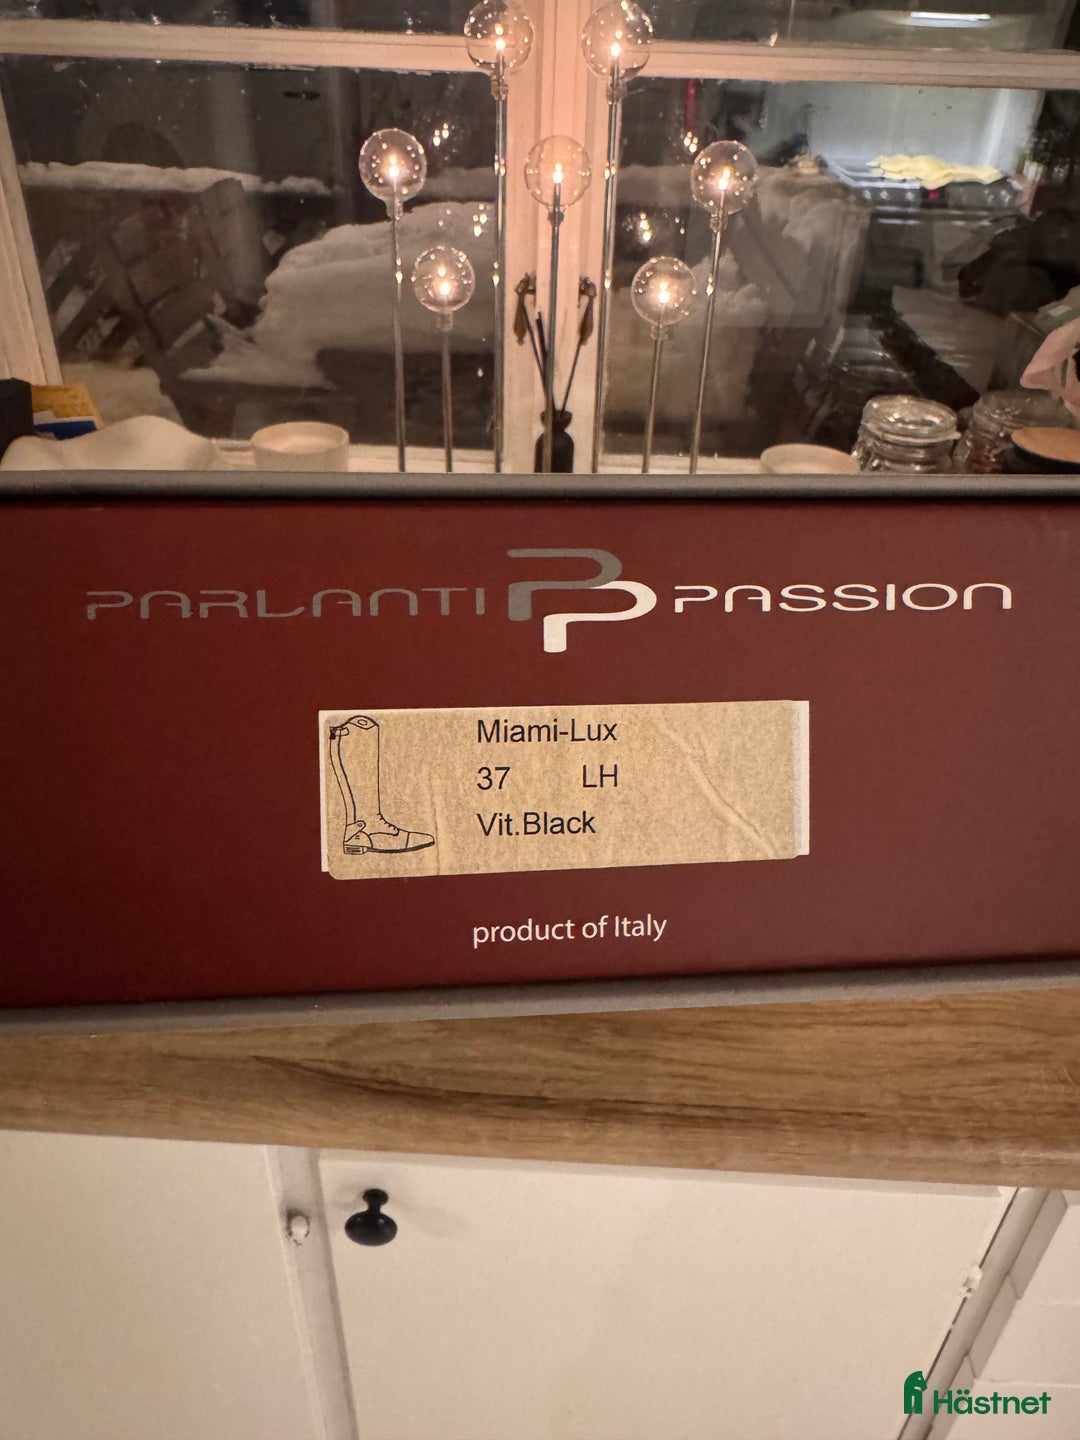 PARLANTI PP PASSION
Miami-Lux
37 LH
Vit.Black
product of Italy
Hästnet